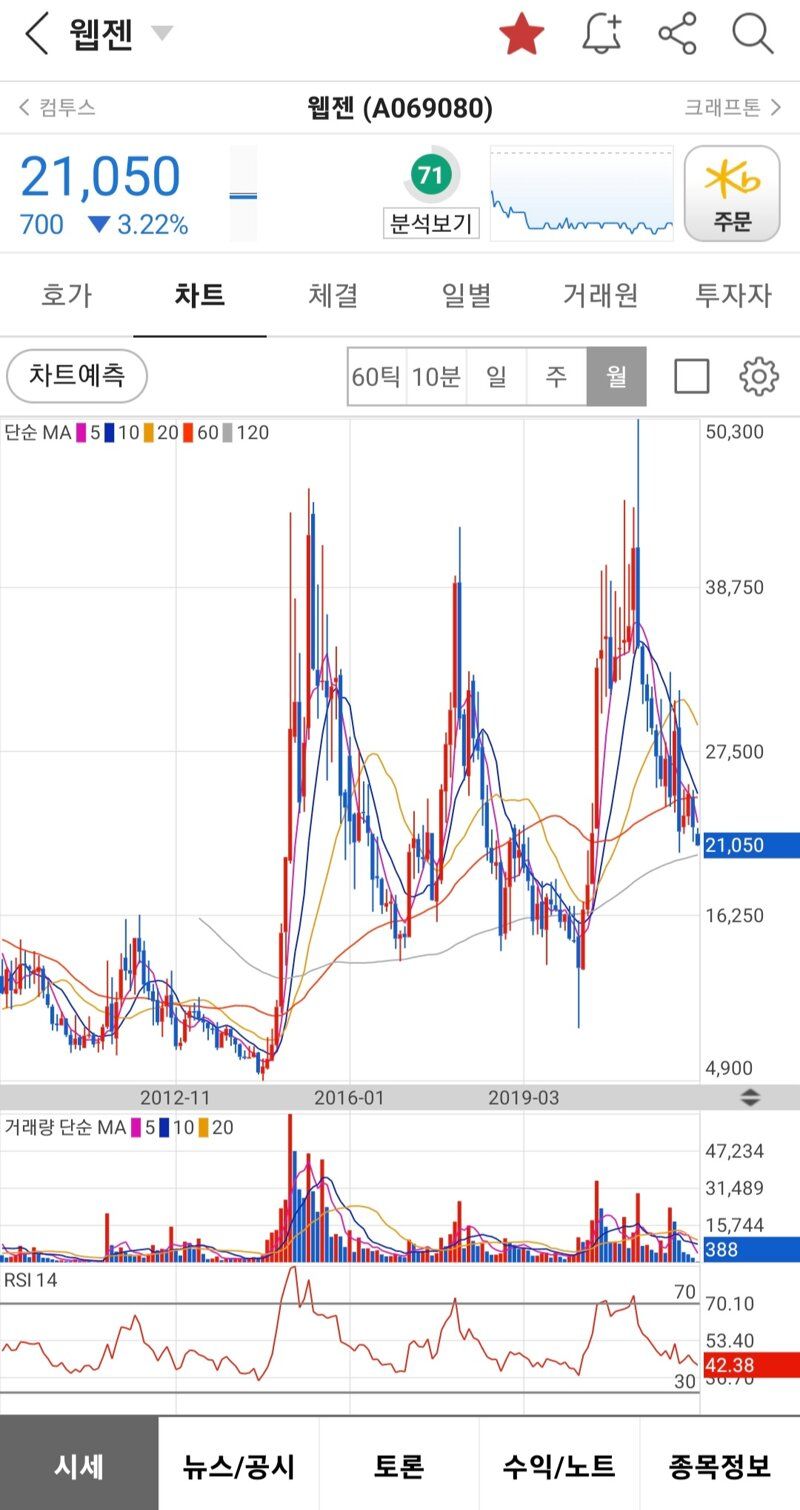 웹젠
컴투스 웹젠 (A069080) 크래프톤
21,050
700 ▼ 3.22%
71
분석보기
Kb
주문
호가 차트 체결 일별 거래원 투자자
차트예측 60틱 10분 일 주 월
단순 MA 5 10 20 60 120
50,300
38,750
27,500
21,050
16,250
4,900
2012-11 2016-01 2019-03
거래량 단순 MA 5 10 20
47,234
31,489
15,744
388
RSI 14
70 70.10
53.40
42.38
30 36.70
시세 뉴스/공시 토론 수익/노트 종목정보